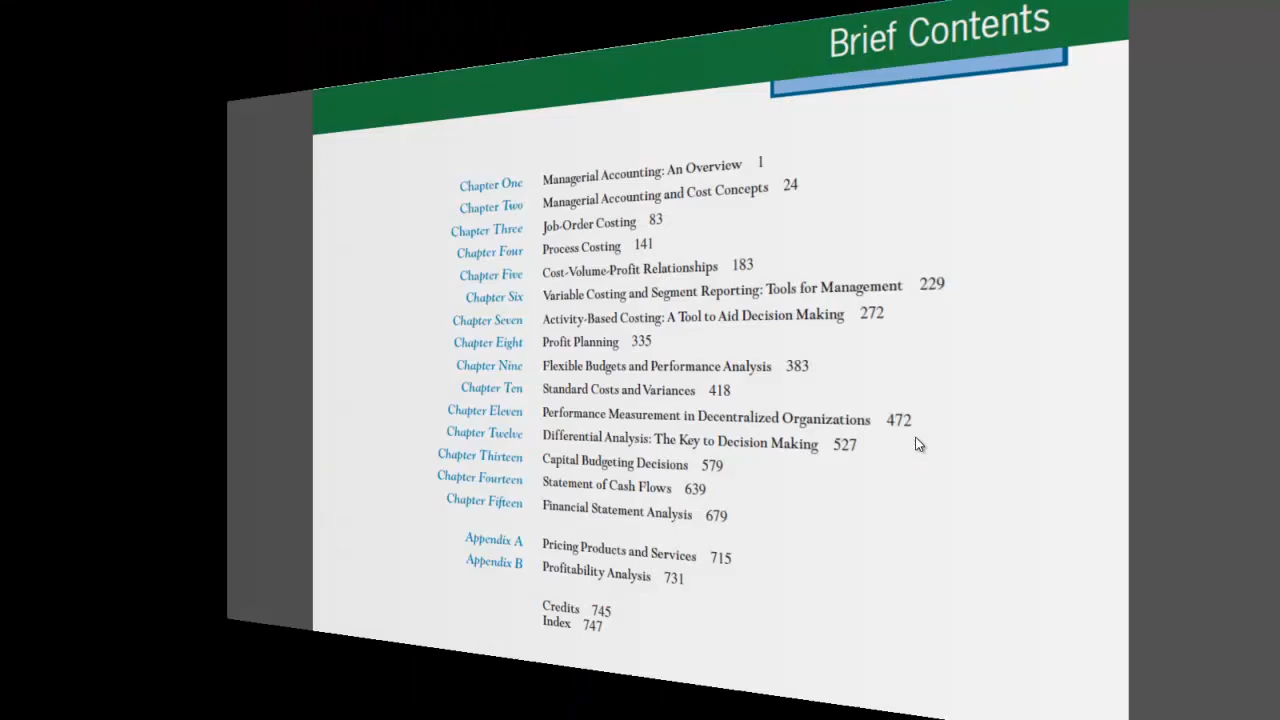 Brief Contents
Chapter One Managerial Accounting: An Overview 1
Chapter Two Managerial Accounting and Cost Concepts 24
Chapter Three Job-Order Costing 83
Chapter Four Process Costing 141
Chapter Five Cost-Volume-Profit Relationships 183
Chapter Six Variable Costing and Segment Reporting: Tools for Management 229
Chapter Seven Activity-Based Costing: A Tool to Aid Decision Making 272
Chapter Eight Profit Planning 335
Chapter Nine Flexible Budgets and Performance Analysis 383
Chapter Ten Standard Costs and Variances 418
Chapter Eleven Performance Measurement in Decentralized Organizations 472
Chapter Twelve Differential Analysis: The Key to Decision Making 527
Chapter Thirteen Capital Budgeting Decisions 579
Chapter Fourteen Statement of Cash Flows 639
Chapter Fifteen Financial Statement Analysis 679
Appendix A Pricing Products and Services 715
Appendix B Profitability Analysis 731
Credits 745
Index 747